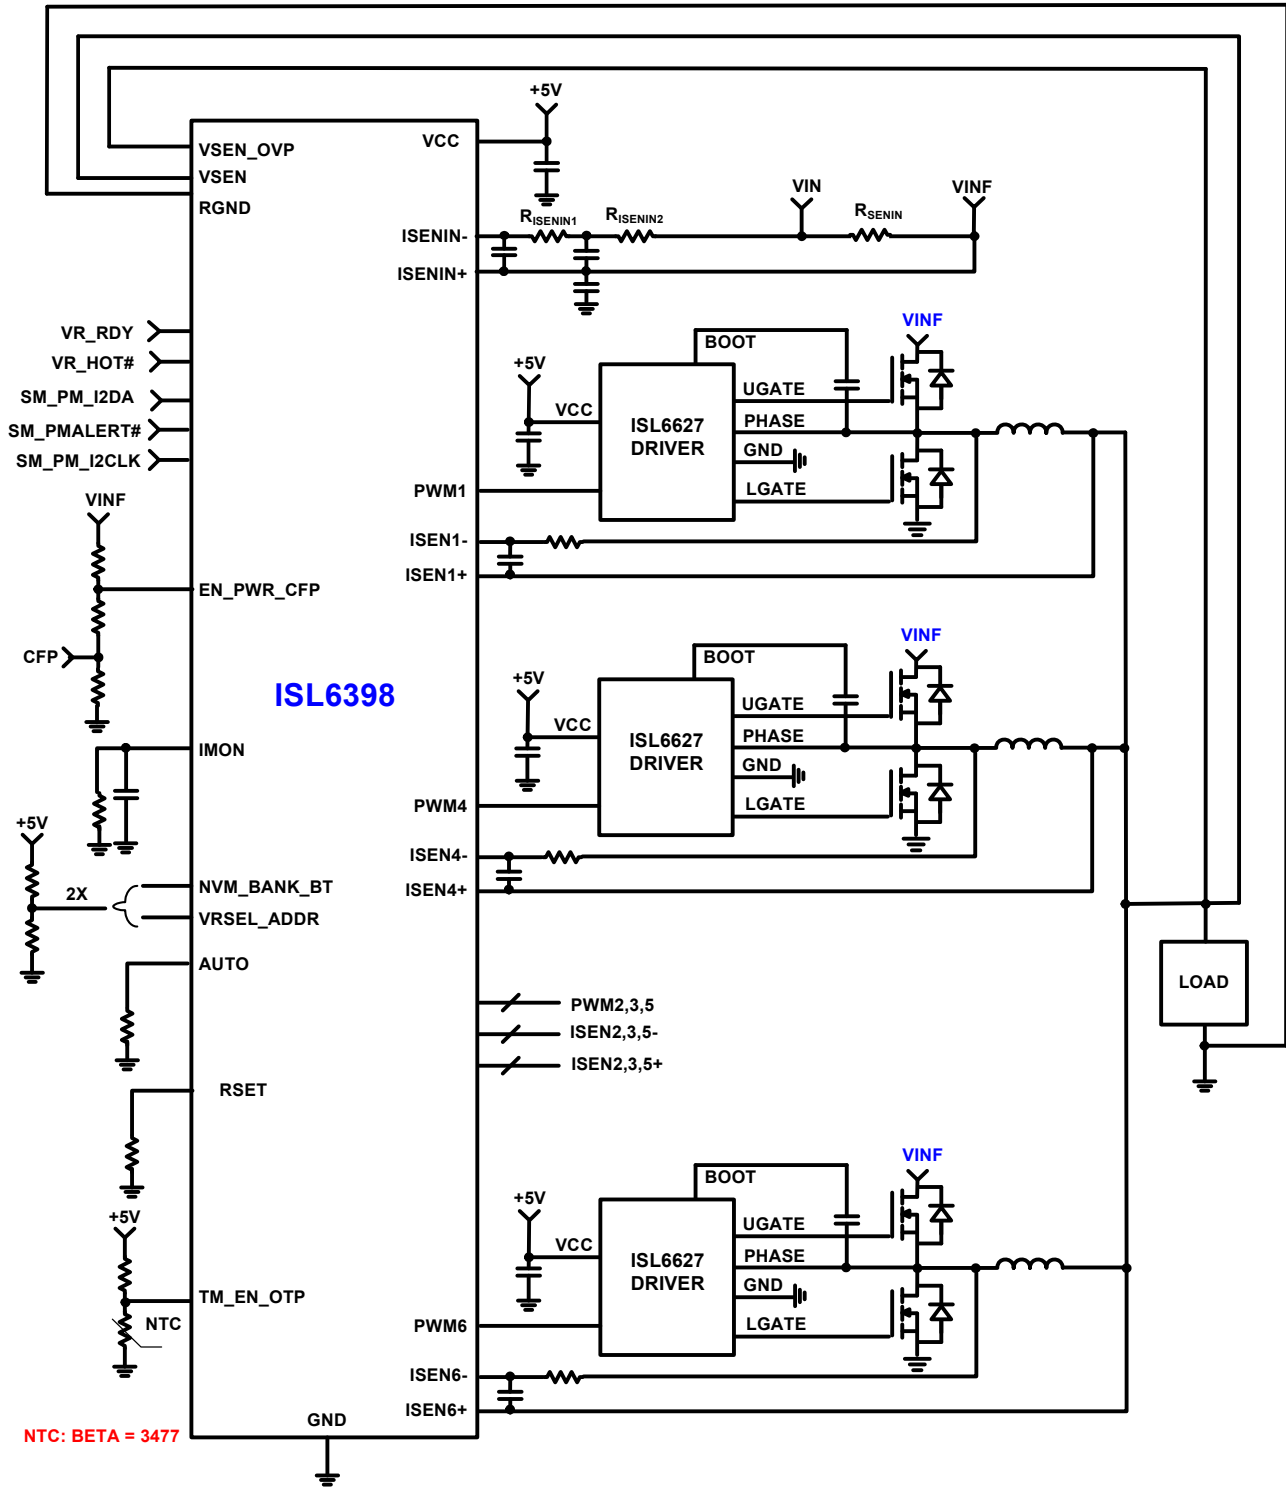 +5V
VSEN_OVP
VCC
VSEN
RGND
VIN
VINF
RISENIN1
RISENIN2
RSENIN
ISENIN-
ISENIN+
VR_RDY
VR_HOT#
SM_PM_I2DA
SM_PMALERT#
SM_PM_I2CLK
VINF
EN_PWR_CFP
CFP
ISL6398
IMON
+5V
2X
NVM_BANK_BT
VRSEL_ADDR
AUTO
RSET
+5V
TM_EN_OTP
NTC
NTC: BETA = 3477
GND
BOOT
VINF
+5V
VCC
ISL6627
DRIVER
UGATE
PHASE
GND
LGATE
PWM1
ISEN1-
ISEN1+
BOOT
VINF
+5V
VCC
ISL6627
DRIVER
UGATE
PHASE
GND
LGATE
PWM4
ISEN4-
ISEN4+
LOAD
PWM2,3,5
ISEN2,3,5-
ISEN2,3,5+
BOOT
VINF
+5V
VCC
ISL6627
DRIVER
UGATE
PHASE
GND
LGATE
PWM6
ISEN6-
ISEN6+